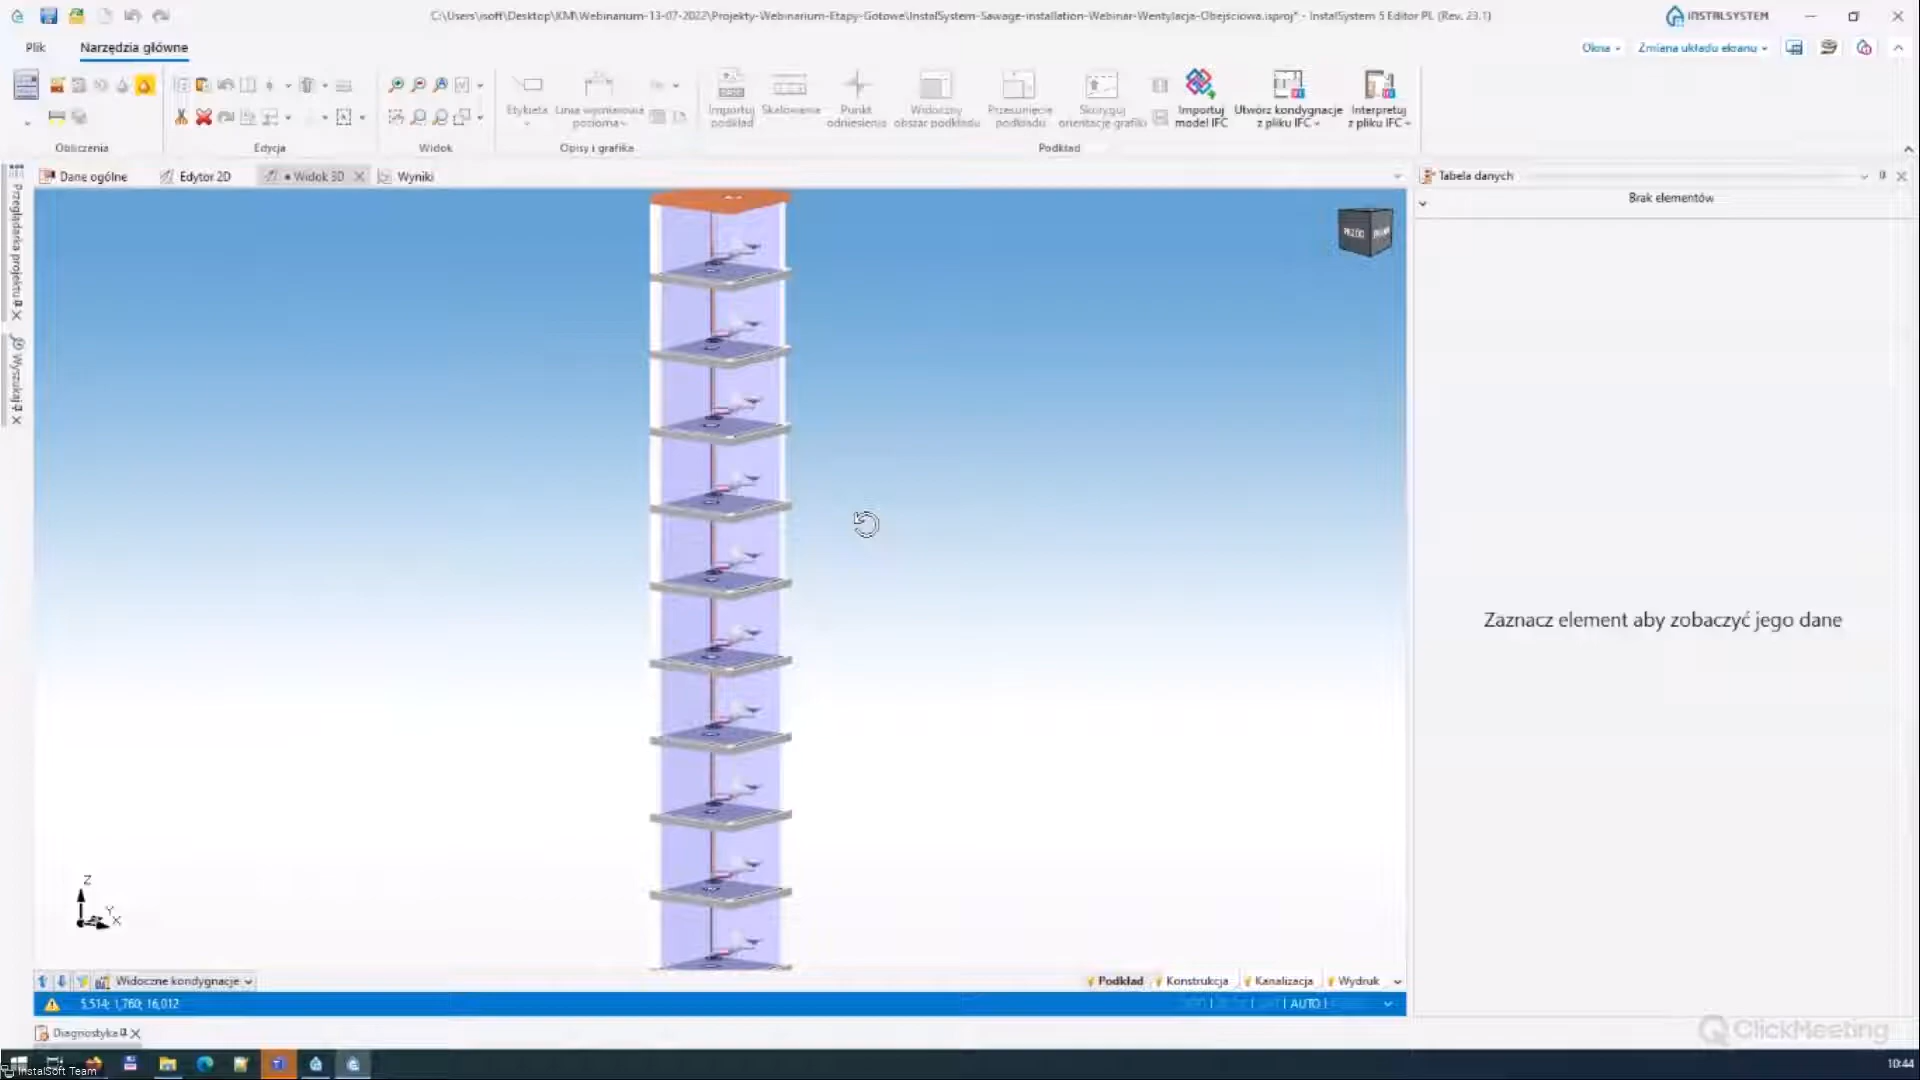 C:\Users\isoft\Desktop\KM\Webinanum-13-07-2022\Projekty-Webinarium-Etapy-Gotowe\InstalSystem-Sawage-installation-Webinar-Wentylacja-Obejściowa.isproj* - InstalSystem 5 Editor PL (Rev. 23.1)
INSTALSYSTEM
Plik
Narzędzia główne
Okna
Zmiana układu ekranu
Etykieta
Linia wymiarowa
pozioma
Importuj
podkład
Skalowanie
Punkt
odniesienia
Widoczny
obszar podkładu
Przesunięcie
podkładu
Skoryguj
orientację grafiki
Importuj
model IFC
Utwórz kondygnacje
z pliku IFC
Interpretuj
z pliku IFC
Obliczenia
Edycja
Widok
Opisy i grafika
Podkład
Dane ogólne
Edytor 2D
Widok 3D
Wyniki
Tabela danych
Brak elementów
Przeglądarka projektu
Wyszukaj
Zaznacz element aby zobaczyć jego dane
Z
Y
X
Widoczne kondygnacje
Podkład
Konstrukcja
Kanalizacja
Wydruk
5,514; 1,760; 16,012
AUTO
Diagnostyka
ClickMeeting
InstalSoft Team
10:44